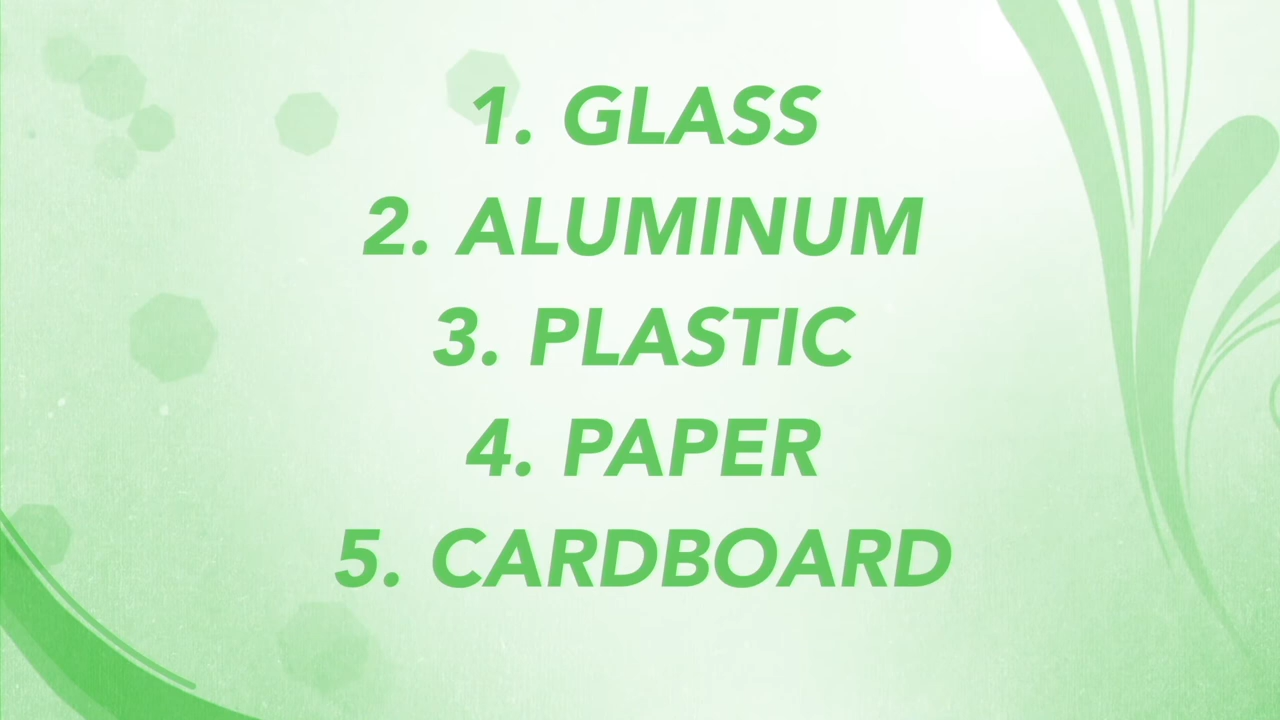 1. GLASS
2. ALUMINUM
3. PLASTIC
4. PAPER
5. CARDBOARD